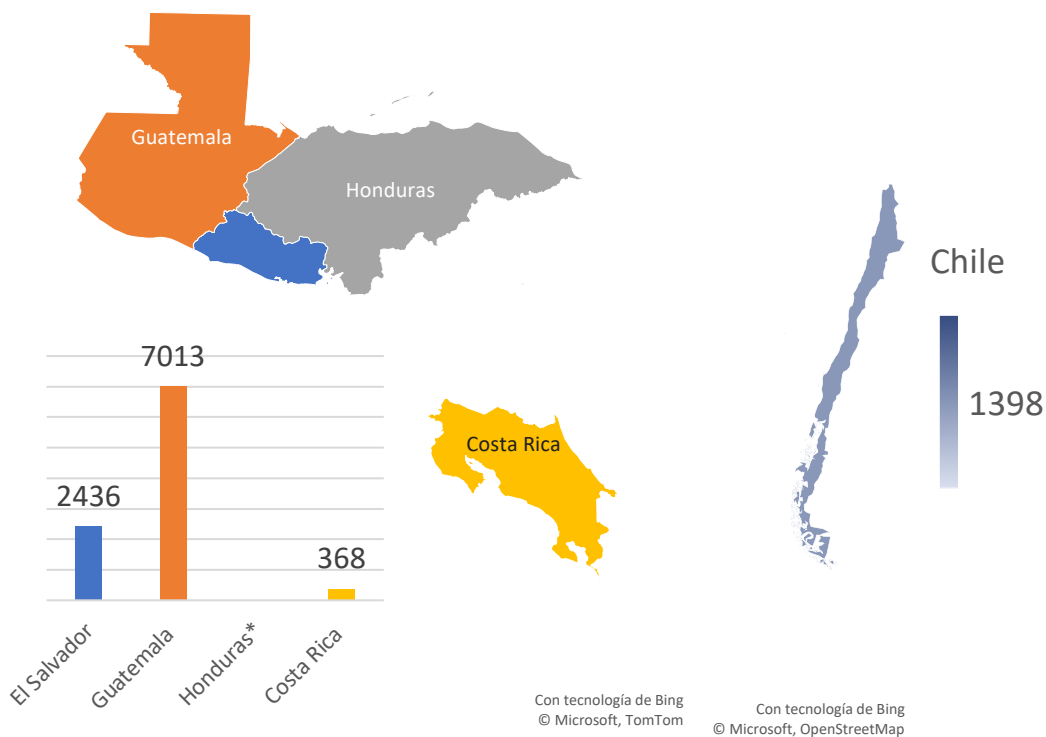 Guatemala
Honduras
Chile
1398
7013
2436
368
El Salvador
Guatemala
Honduras*
Costa Rica
Costa Rica
Con tecnología de Bing
© Microsoft, TomTom
Con tecnología de Bing
© Microsoft, OpenStreetMap